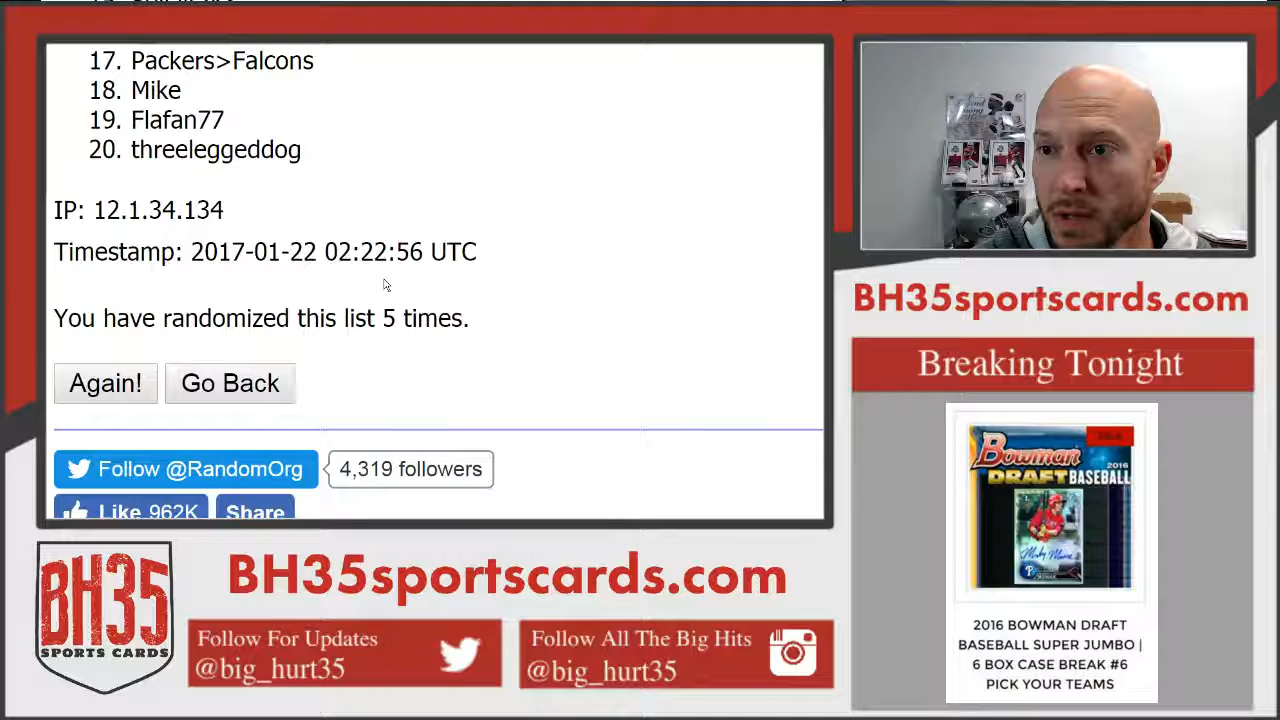 17. Packers>Falcons
18. Mike
19. Flafan77
20. threeleggeddog
IP: 12.1.34.134
Timestamp: 2017-01-22 02:22:56 UTC
You have randomized this list 5 times.
Again!
Go Back
Follow @RandomOrg
4,319 followers
Like 962K
Share
BH35sportscards.com
Breaking Tonight
Bowman
2016
DRAFT BASEBALL
2016 BOWMAN DRAFT
BASEBALL SUPER JUMBO |
6 BOX CASE BREAK #6
PICK YOUR TEAMS
BH35
SPORTS CARDS
BH35sportscards.com
Follow For Updates
@big_hurt35
Follow All The Big Hits
@big_hurt35